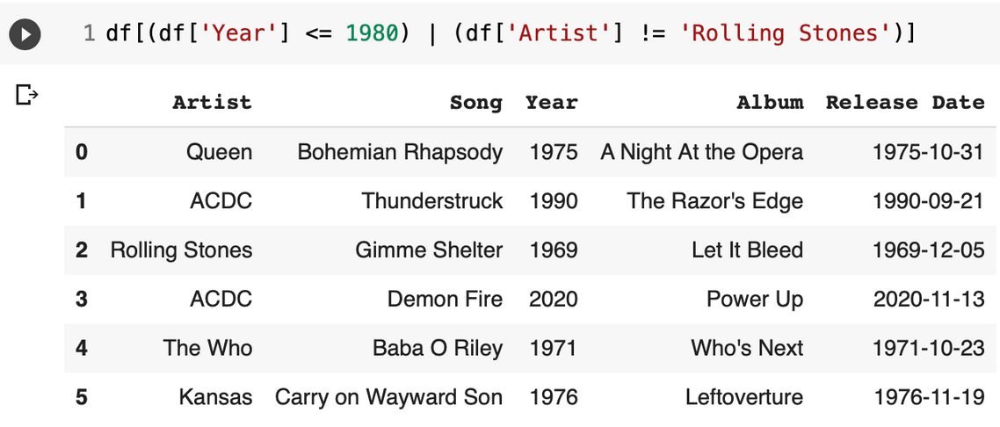 1 df[(df['Year'] <= 1980) | (df['Artist'] != 'Rolling Stones')]
Artist Song Year Album Release Date
0 Queen Bohemian Rhapsody 1975 A Night At the Opera 1975-10-31
1 ACDC Thunderstruck 1990 The Razor's Edge 1990-09-21
2 Rolling Stones Gimme Shelter 1969 Let It Bleed 1969-12-05
3 ACDC Demon Fire 2020 Power Up 2020-11-13
4 The Who Baba O Riley 1971 Who's Next 1971-10-23
5 Kansas Carry on Wayward Son 1976 Leftoverture 1976-11-19